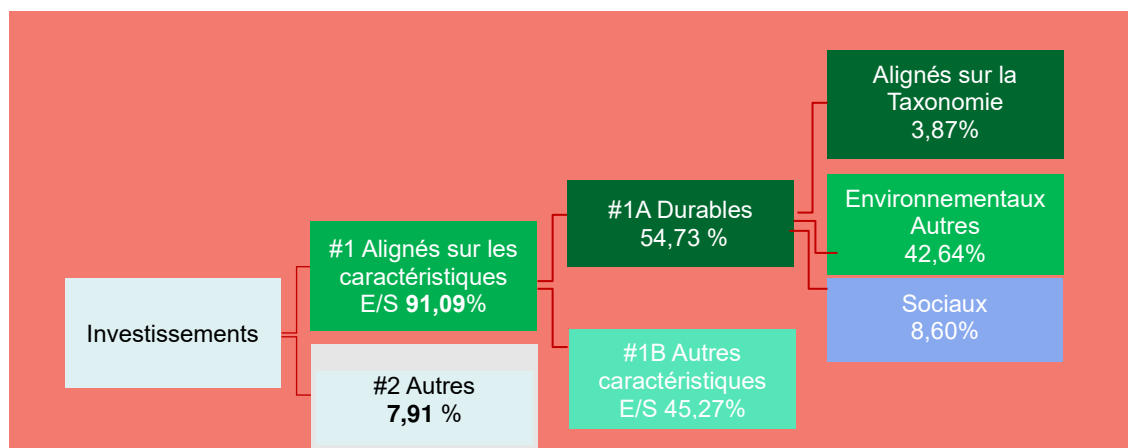 Investissements
#1 Alignés sur les
caractéristiques
E/S 91,09%
#2 Autres
7,91 %
#1A Durables
54,73 %
#1B Autres
caractéristiques
E/S 45,27%
Alignés sur la
Taxonomie
3,87%
Environnementaux
Autres
42,64%
Sociaux
8,60%